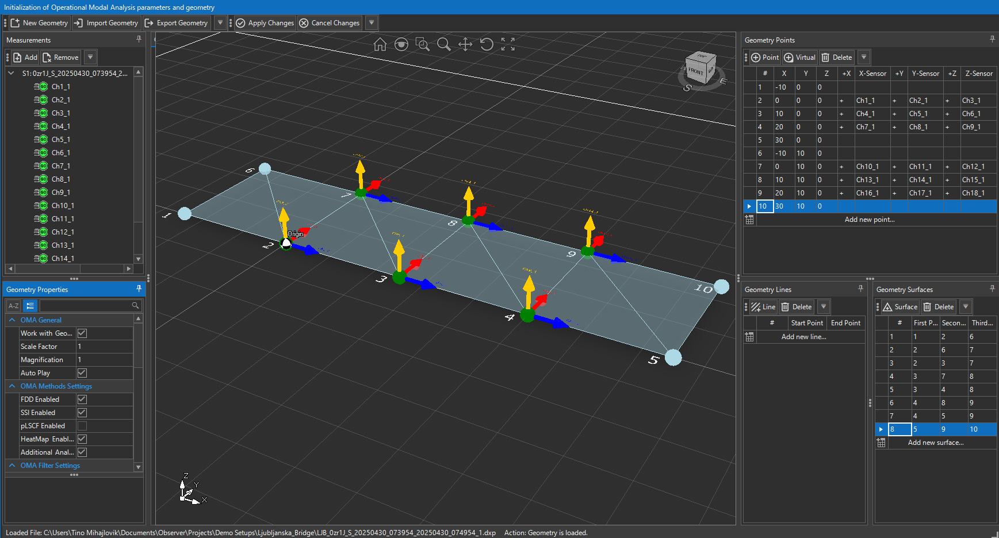 Initialization of Operational Modal Analysis parameters and geometry
New Geometry Import Geometry Export Geometry Apply Changes Cancel Changes
Measurements
Add Remove
S1: 0zr1J_S_20250430_073954_2...
Ch1_1
Ch2_1
Ch3_1
Ch4_1
Ch5_1
Ch6_1
Ch7_1
Ch8_1
Ch9_1
Ch10_1
Ch11_1
Ch12_1
Ch13_1
Ch14_1
Geometry Properties
A-Z
OMA General
Work with Geo...
Scale Factor 1
Magnification 1
Auto Play
OMA Methods Settings
FDD Enabled
SSI Enabled
pLSCF Enabled
HeatMap Enabl...
Additional Anal...
OMA Filter Settings
TOP
FRONT
S
E
6
7
8
9
10
1
2
Origin
3
4
5
Z
Y
X
Geometry Points
Point Virtual Delete
# X Y Z +X X-Sensor +Y Y-Sensor +Z Z-Sensor
1 -10 0 0
2 0 0 0 + Ch1_1 + Ch2_1 + Ch3_1
3 10 0 0 + Ch4_1 + Ch5_1 + Ch6_1
4 20 0 0 + Ch7_1 + Ch8_1 + Ch9_1
5 30 0 0
6 -10 10 0
7 0 10 0 + Ch10_1 + Ch11_1 + Ch12_1
8 10 10 0 + Ch13_1 + Ch14_1 + Ch15_1
9 20 10 0 + Ch16_1 + Ch17_1 + Ch18_1
10 30 10 0
Add new point...
Geometry Lines
Line Delete
# Start Point End Point
Add new line...
Geometry Surfaces
Surface Delete
# First P... Secon... Third...
1 1 2 6
2 2 6 7
3 2 3 7
4 3 7 8
5 3 4 8
6 4 8 9
7 4 5 9
8 5 9 10
Add new surface...
Loaded File: C:\Users\Tino Mihajlovik\Documents\Observer\Projects\Demo Setups\Ljubljanska_Bridge\LJB_0zr1J_S_20250430_073954_20250430_074954_1.dxp Action: Geometry is loaded.